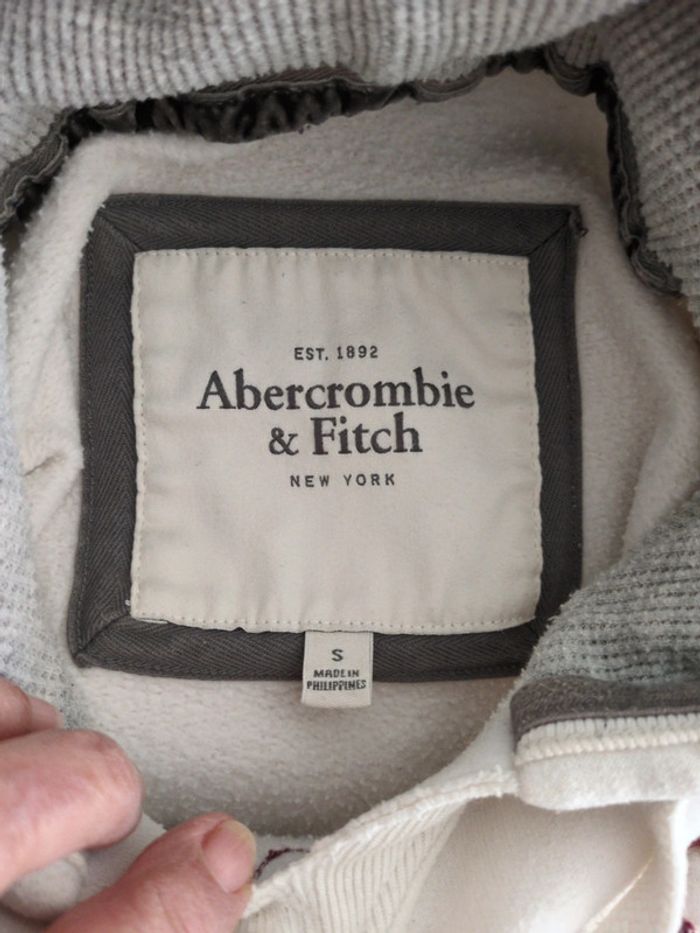 EST. 1892
Abercrombie
& Fitch
NEW YORK
S
MADE IN
PHILIPPINES